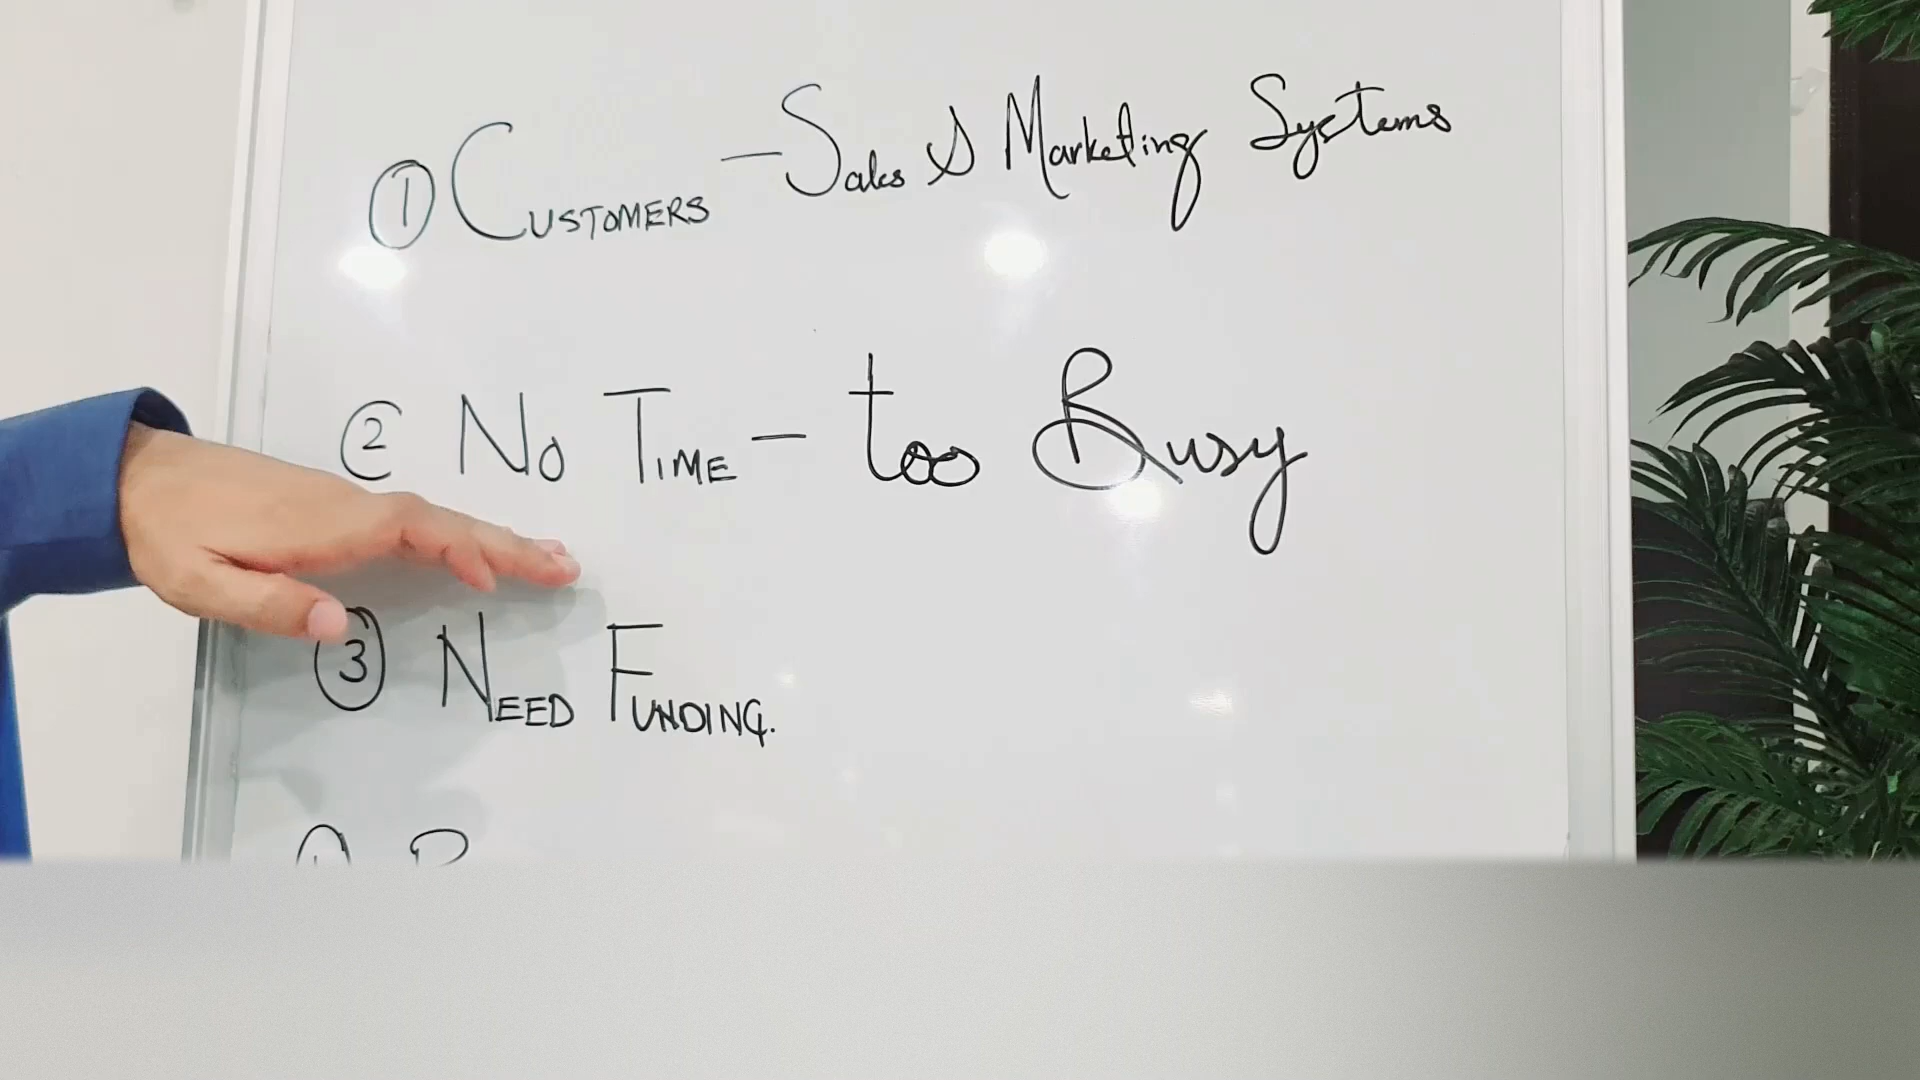 ① CUSTOMERS - Sales & Marketing Systems
② NO TIME - too Busy
③ NEED FUNDING.